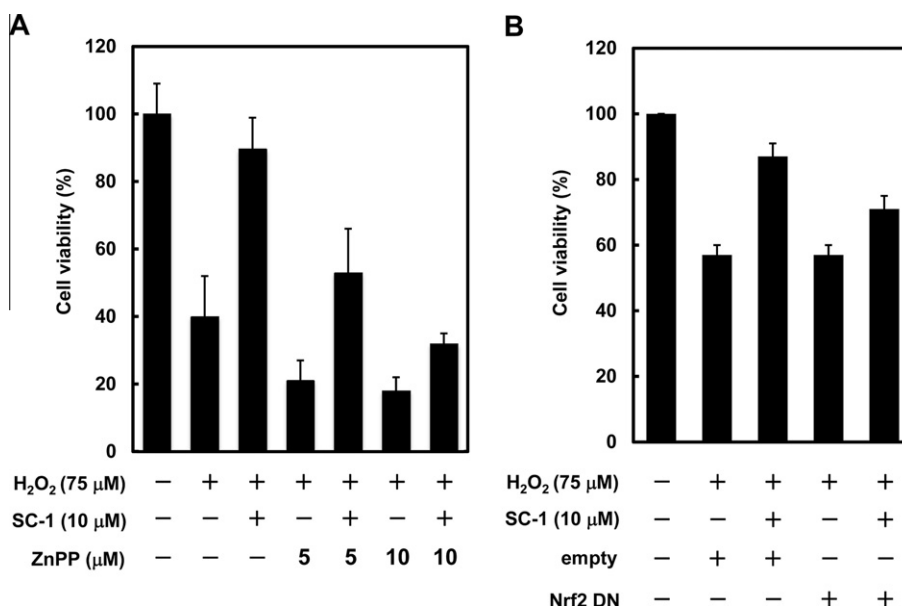 A
B
120
100
80
60
40
20
0
Cell viability (%)
120
100
80
60
40
20
0
Cell viability (%)
H₂O₂ (75 μM) − + + + + + +
SC-1 (10 μM) − − + − + − +
ZnPP (μM) − − − 5 5 10 10
H₂O₂ (75 μM) − + + + +
SC-1 (10 μM) − − + − +
empty − + + − −
Nrf2 DN − − − + +